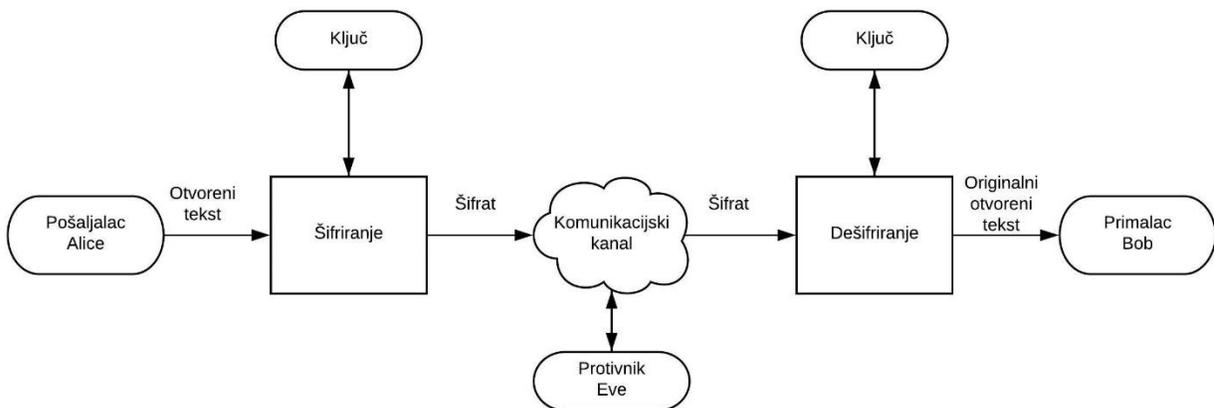 Ključ
Ključ
Pošaljalac
Alice
Otvoreni
tekst
Šifriranje
Šifrat
Komunikacijski
kanal
Šifrat
Dešifriranje
Originalni
otvoreni
tekst
Primalac
Bob
Protivnik
Eve